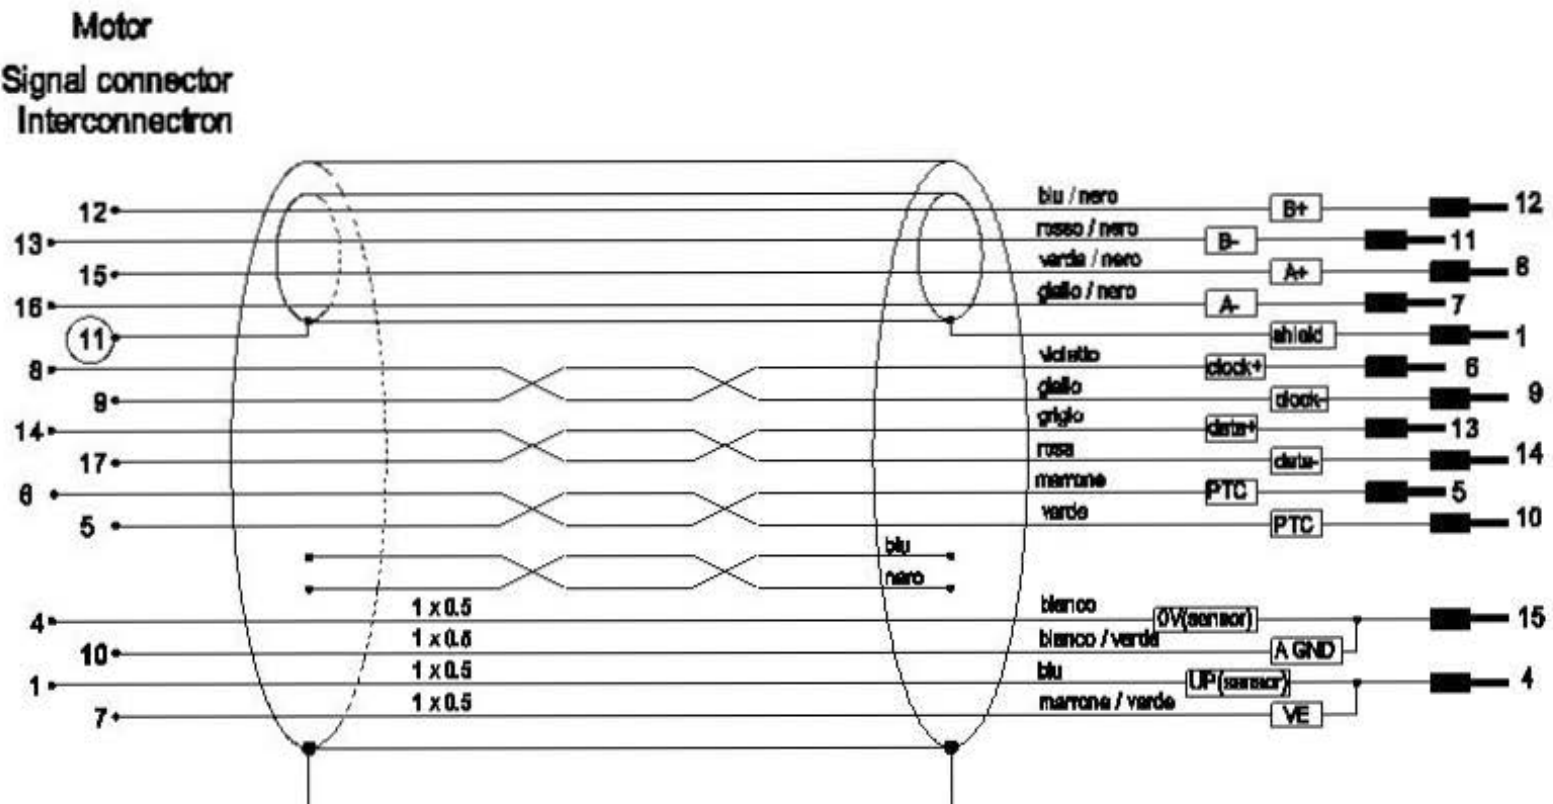 Motor
Signal connector
Interconnectron
12 blu / nero B+ 12
13 rosso / nero B- 11
15 verde / nero A+ 8
16 giallo / nero A- 7
11 shield 1
8 violetto clock+ 6
9 giallo clock- 9
14 grigio data+ 13
17 rosa data- 14
6 marrone PTC 5
5 verde PTC 10
blu
nero
4 1 x 0.5 bianco 0V(sensor) 15
10 1 x 0.5 bianco / verde A GND
1 1 x 0.5 blu UP(sensor) 4
7 1 x 0.5 marrone / verde VE